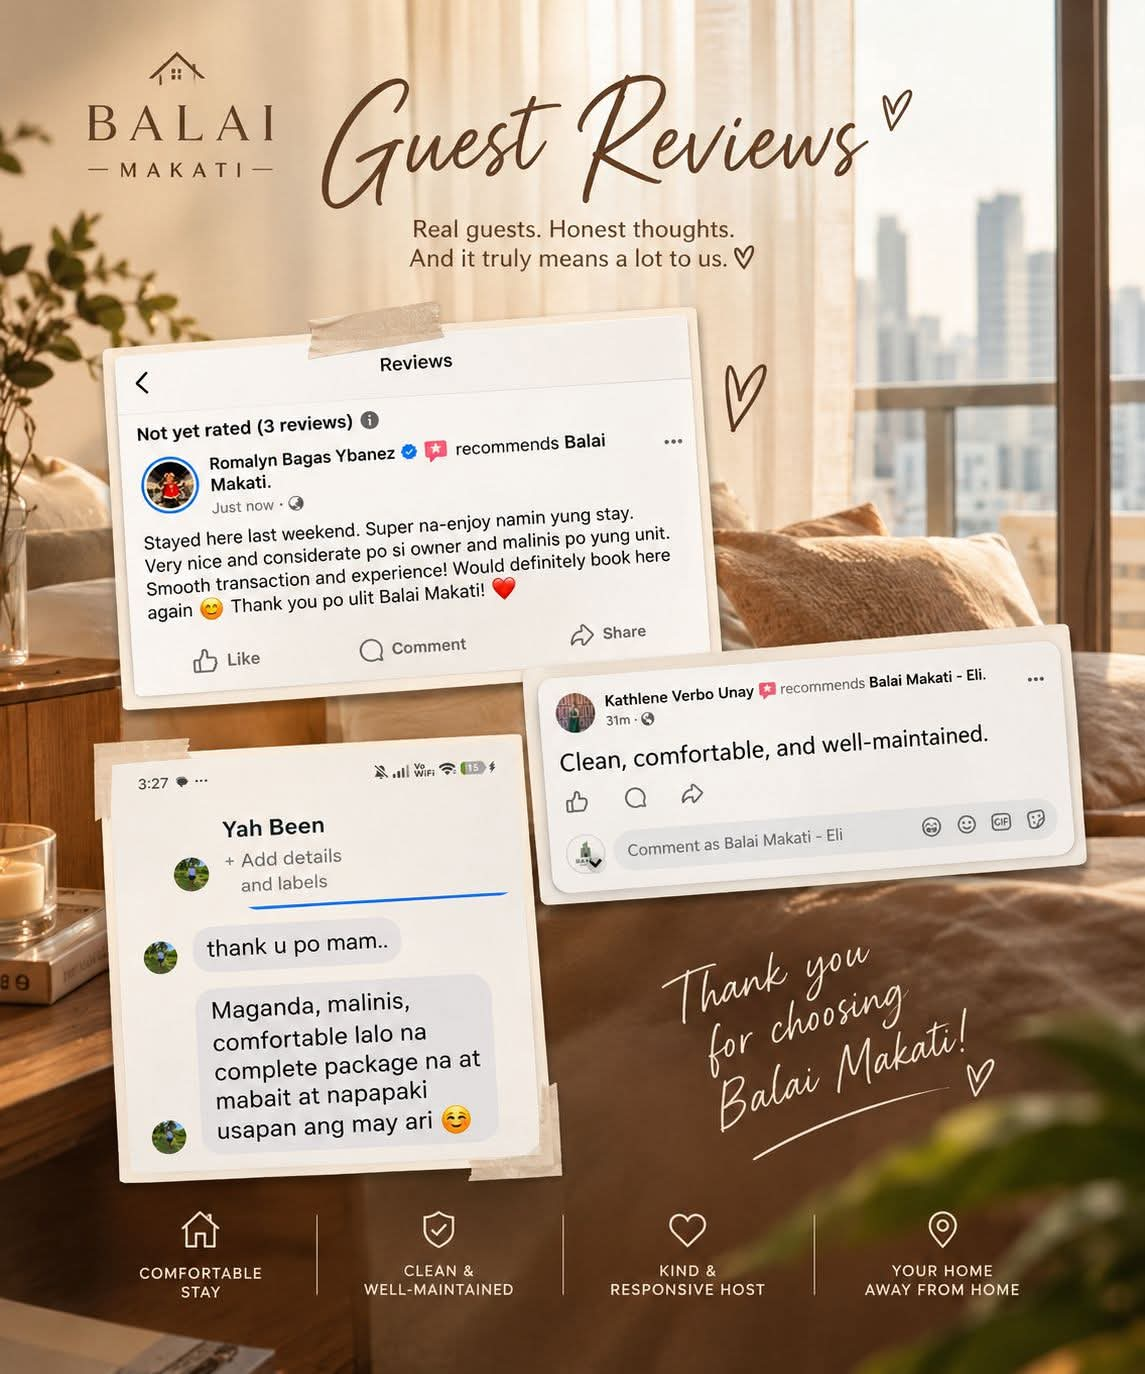 BALAI
MAKATI
Guest Reviews
Real guests. Honest thoughts.
And it truly means a lot to us.
Reviews
Not yet rated (3 reviews)
Romalyn Bagas Ybanez recommends Balai
Makati.
Just now ·
Stayed here last weekend. Super na-enjoy namin yung stay.
Very nice and considerate po si owner and malinis po yung unit.
Smooth transaction and experience! Would definitely book here
again 😊 Thank you po ulit Balai Makati! ❤️
Like
Comment
Share
Kathlene Verbo Unay recommends Balai Makati - Eli.
31m ·
Clean, comfortable, and well-maintained.
Comment as Balai Makati - Eli
GIF
3:27
Vo
WiFi
15
Yah Been
+ Add details
and labels
thank u po mam..
Maganda, malinis,
comfortable lalo na
complete package na at
mabait at napapaki
usapan ang may ari ☺️
Thank you
for choosing
Balai Makati!
COMFORTABLE
STAY
CLEAN &
WELL-MAINTAINED
KIND &
RESPONSIVE HOST
YOUR HOME
AWAY FROM HOME